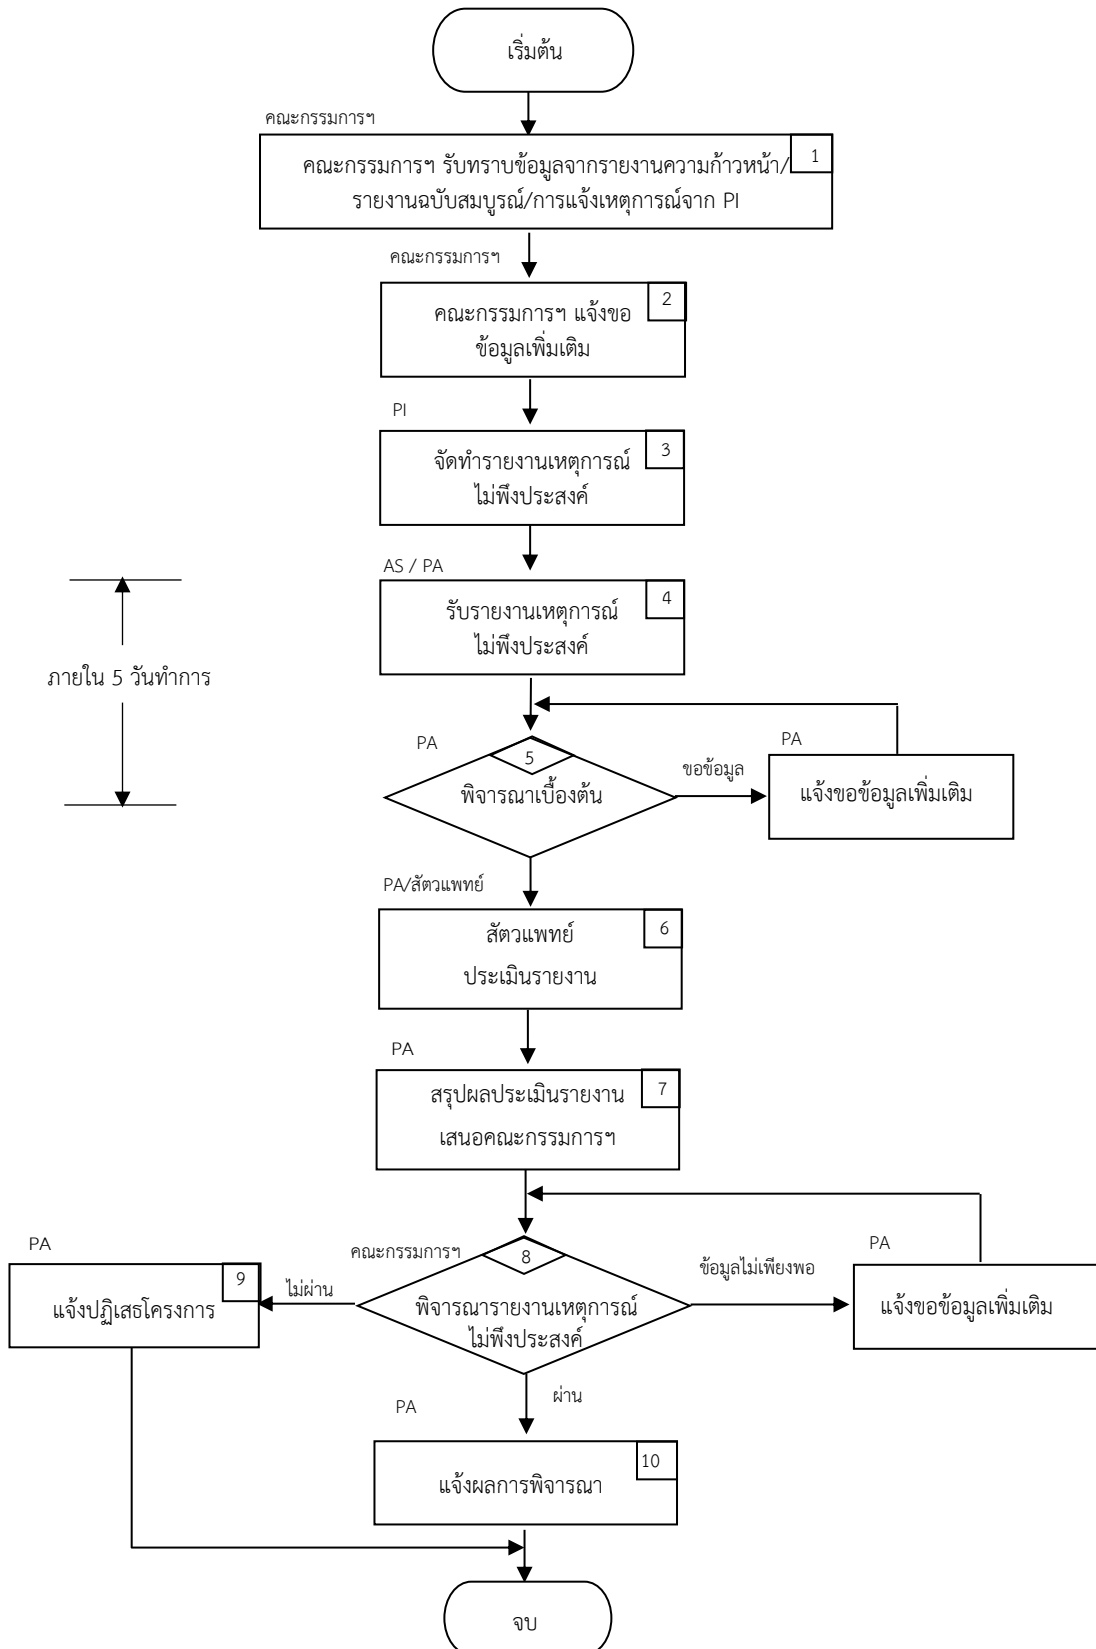 เริ่มต้น
คณะกรรมการฯ
1
คณะกรรมการฯ รับทราบข้อมูลจากรายงานความก้าวหน้า/
รายงานฉบับสมบูรณ์/การแจ้งเหตุการณ์จาก PI
คณะกรรมการฯ
2
คณะกรรมการฯ แจ้งขอ
ข้อมูลเพิ่มเติม
PI
3
จัดทำรายงานเหตุการณ์
ไม่พึงประสงค์
AS / PA
4
รับรายงานเหตุการณ์
ไม่พึงประสงค์
ภายใน 5 วันทำการ
PA
5
พิจารณาเบื้องต้น
ขอข้อมูล
PA
แจ้งขอข้อมูลเพิ่มเติม
PA/สัตวแพทย์
6
สัตวแพทย์
ประเมินรายงาน
PA
7
สรุปผลประเมินรายงาน
เสนอคณะกรรมการฯ
PA
9
แจ้งปฏิเสธโครงการ
ไม่ผ่าน
คณะกรรมการฯ
8
พิจารณารายงานเหตุการณ์
ไม่พึงประสงค์
ข้อมูลไม่เพียงพอ
PA
แจ้งขอข้อมูลเพิ่มเติม
ผ่าน
PA
10
แจ้งผลการพิจารณา
จบ